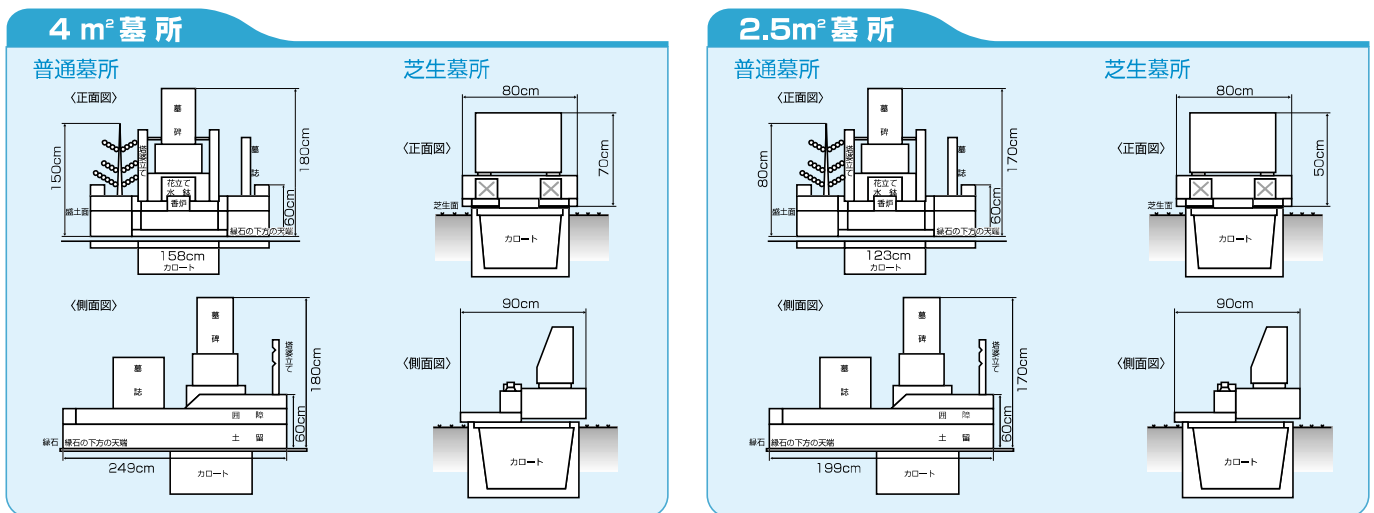 4 m²墓所
普通墓所
〈正面図〉
墓碑
塔婆立て
墓誌
花立て
水鉢
香炉
150cm
180cm
60cm
盛土面
縁石の下方の天端
158cm
カロート
〈側面図〉
墓碑
墓誌
塔婆立て
180cm
60cm
囲障
土留
縁石
縁石の下方の天端
249cm
カロート
芝生墓所
80cm
〈正面図〉
70cm
芝生面
カロート
90cm
〈側面図〉
カロート
2.5m²墓所
普通墓所
〈正面図〉
墓碑
塔婆立て
墓誌
花立て
水鉢
香炉
80cm
170cm
60cm
盛土面
縁石の下方の天端
123cm
カロート
〈側面図〉
墓碑
墓誌
塔婆立て
170cm
60cm
囲障
土留
縁石
縁石の下方の天端
199cm
カロート
芝生墓所
80cm
〈正面図〉
50cm
芝生面
カロート
90cm
〈側面図〉
カロート